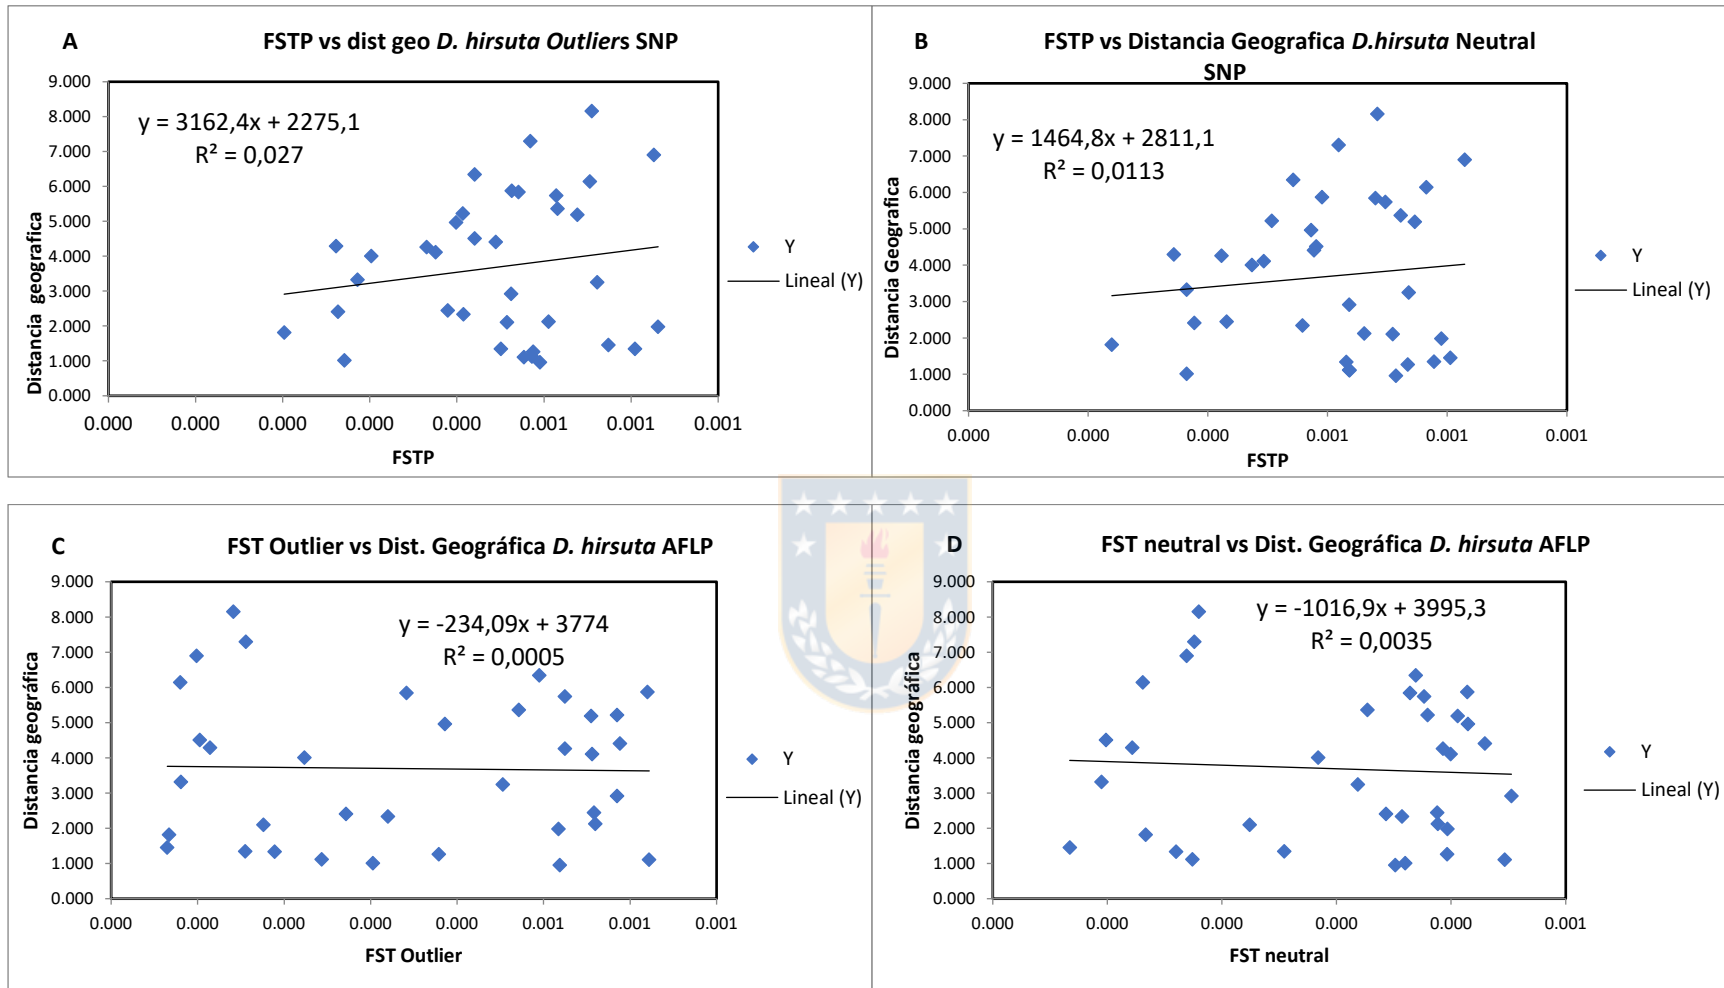 A
FSTP vs dist geo D. hirsuta Outliers SNP
9.000
8.000
7.000
6.000
5.000
4.000
3.000
2.000
1.000
0.000
Distancia geografica
y = 3162,4x + 2275,1
R² = 0,027
0.000 0.000 0.000 0.000 0.000 0.001 0.001 0.001
FSTP
Y
Lineal (Y)
B
FSTP vs Distancia Geografica D.hirsuta Neutral
SNP
9.000
8.000
7.000
6.000
5.000
4.000
3.000
2.000
1.000
0.000
Distancia Geografica
y = 1464,8x + 2811,1
R² = 0,0113
0.000 0.000 0.000 0.001 0.001 0.001
FSTP
Y
Lineal (Y)
C
FST Outlier vs Dist. Geográfica D. hirsuta AFLP
9.000
8.000
7.000
6.000
5.000
4.000
3.000
2.000
1.000
0.000
Distancia geográfica
y = -234,09x + 3774
R² = 0,0005
0.000 0.000 0.000 0.000 0.000 0.001 0.001 0.001
FST Outlier
Y
Lineal (Y)
D
FST neutral vs Dist. Geográfica D. hirsuta AFLP
9.000
8.000
7.000
6.000
5.000
4.000
3.000
2.000
1.000
0.000
Distancia geográfica
y = -1016,9x + 3995,3
R² = 0,0035
0.000 0.000 0.000 0.000 0.000 0.001
FST neutral
Y
Lineal (Y)